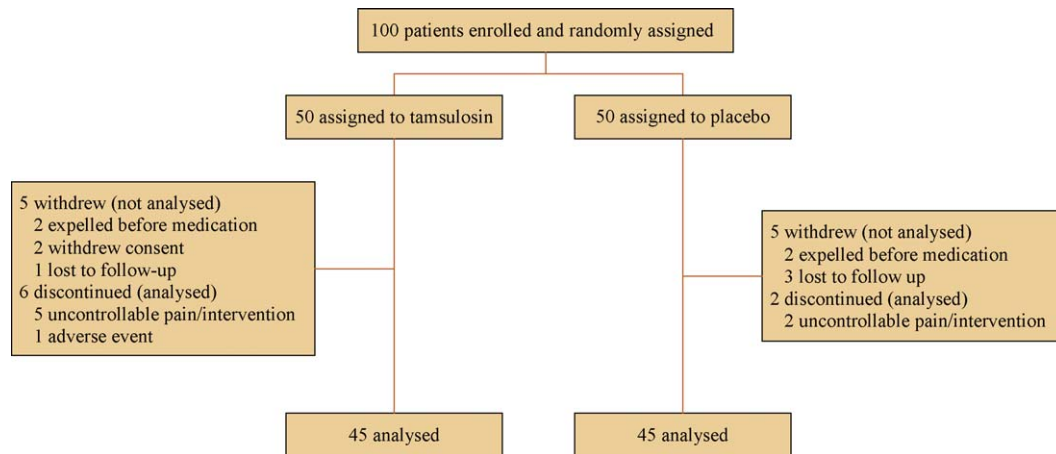 100 patients enrolled and randomly assigned
50 assigned to tamsulosin
50 assigned to placebo
5 withdrew (not analysed)
2 expelled before medication
2 withdrew consent
1 lost to follow-up
6 discontinued (analysed)
5 uncontrollable pain/intervention
1 adverse event
5 withdrew (not analysed)
2 expelled before medication
3 lost to follow up
2 discontinued (analysed)
2 uncontrollable pain/intervention
45 analysed
45 analysed